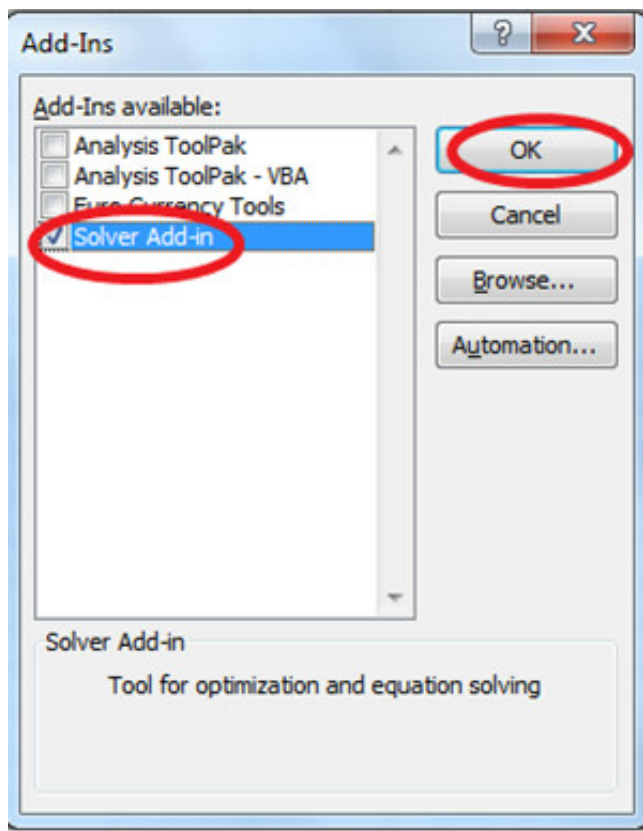 Add-Ins
Add-Ins available:
Analysis ToolPak
Analysis ToolPak - VBA
Euro Currency Tools
Solver Add-in
OK
Cancel
Browse...
Automation...
Solver Add-in
Tool for optimization and equation solving